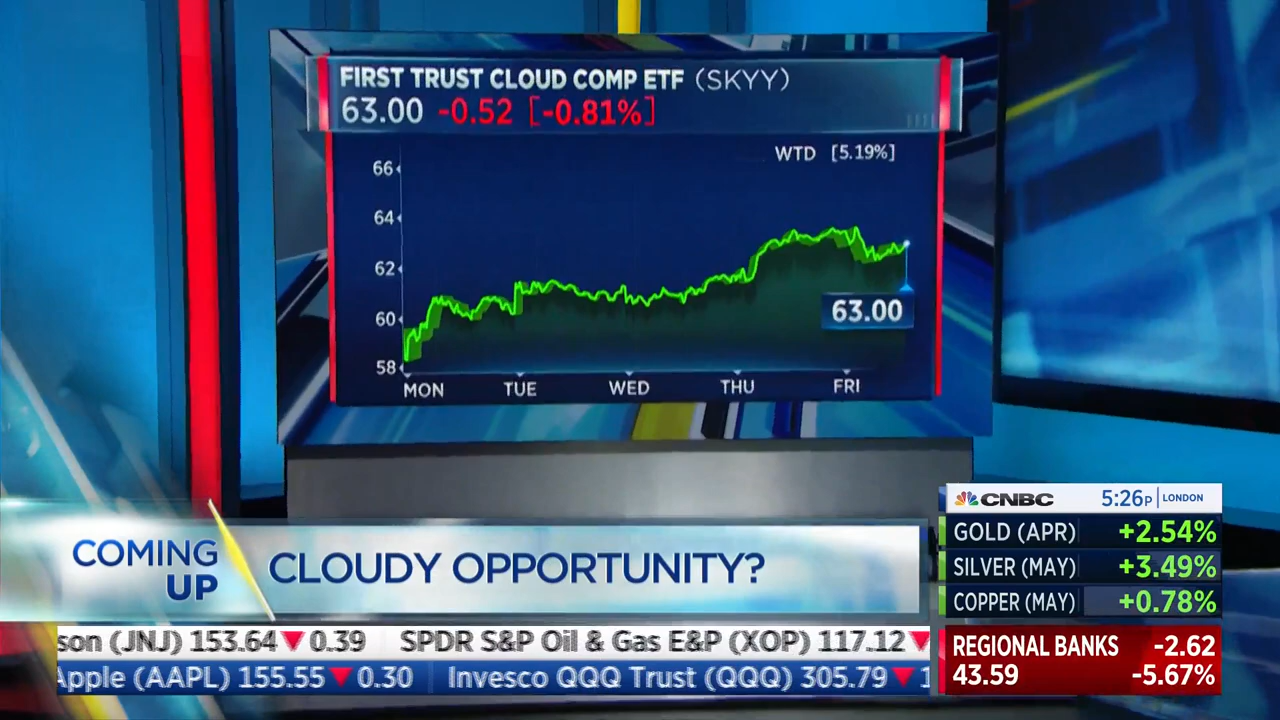 FIRST TRUST CLOUD COMP ETF (SKYY)
63.00 -0.52 [-0.81%]
WTD [5.19%]
66
64
62
60
58
63.00
MON TUE WED THU FRI
COMING UP
CLOUDY OPPORTUNITY?
CNBC 5:26P LONDON
GOLD (APR) +2.54%
SILVER (MAY) +3.49%
COPPER (MAY) +0.78%
REGIONAL BANKS -2.62
43.59 -5.67%
son (JNJ) 153.64▼0.39 SPDR S&P Oil & Gas E&P (XOP) 117.12▼
Apple (AAPL) 155.55▼0.30 Invesco QQQ Trust (QQQ) 305.79▼1